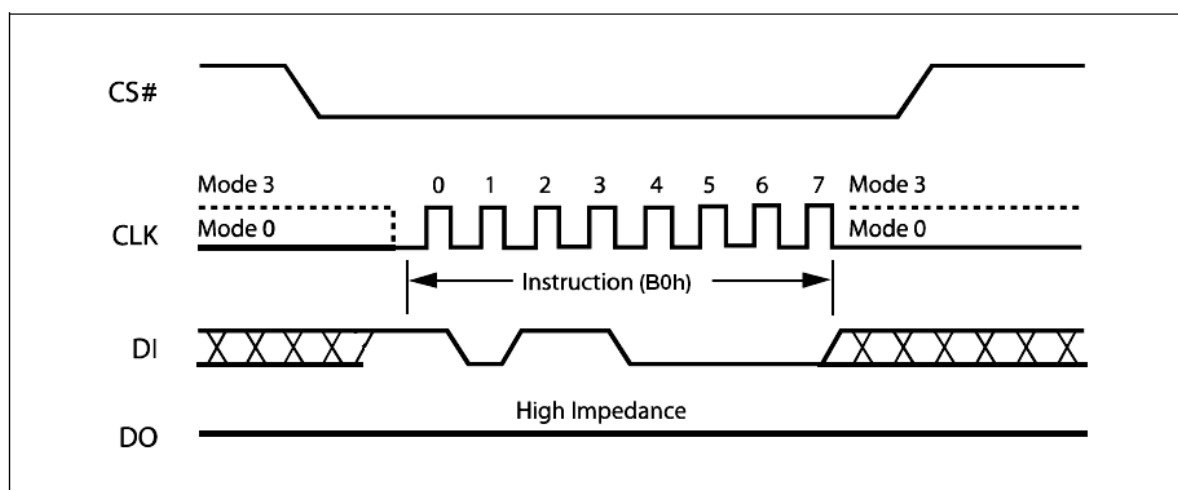 CS#
Mode 3 0 1 2 3 4 5 6 7 Mode 3
CLK Mode 0 Mode 0
Instruction (B0h)
DI
High Impedance
DO